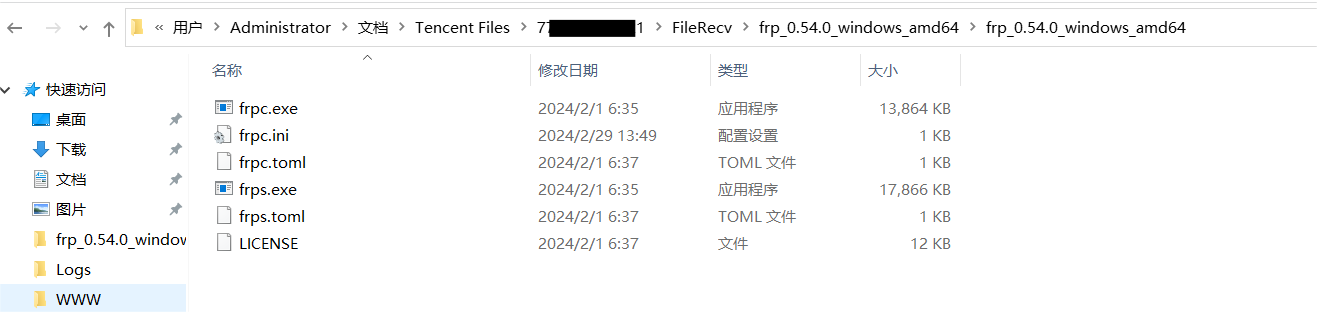 « 用户 > Administrator > 文档 > Tencent Files > 77 1 > FileRecv > frp_0.54.0_windows_amd64 > frp_0.54.0_windows_amd64
名称 修改日期 类型 大小
快速访问
桌面
下载
文档
图片
frp_0.54.0_window
Logs
WWW
frpc.exe 2024/2/1 6:35 应用程序 13,864 KB
frpc.ini 2024/2/29 13:49 配置设置 1 KB
frpc.toml 2024/2/1 6:37 TOML 文件 1 KB
frps.exe 2024/2/1 6:35 应用程序 17,866 KB
frps.toml 2024/2/1 6:37 TOML 文件 1 KB
LICENSE 2024/2/1 6:37 文件 12 KB